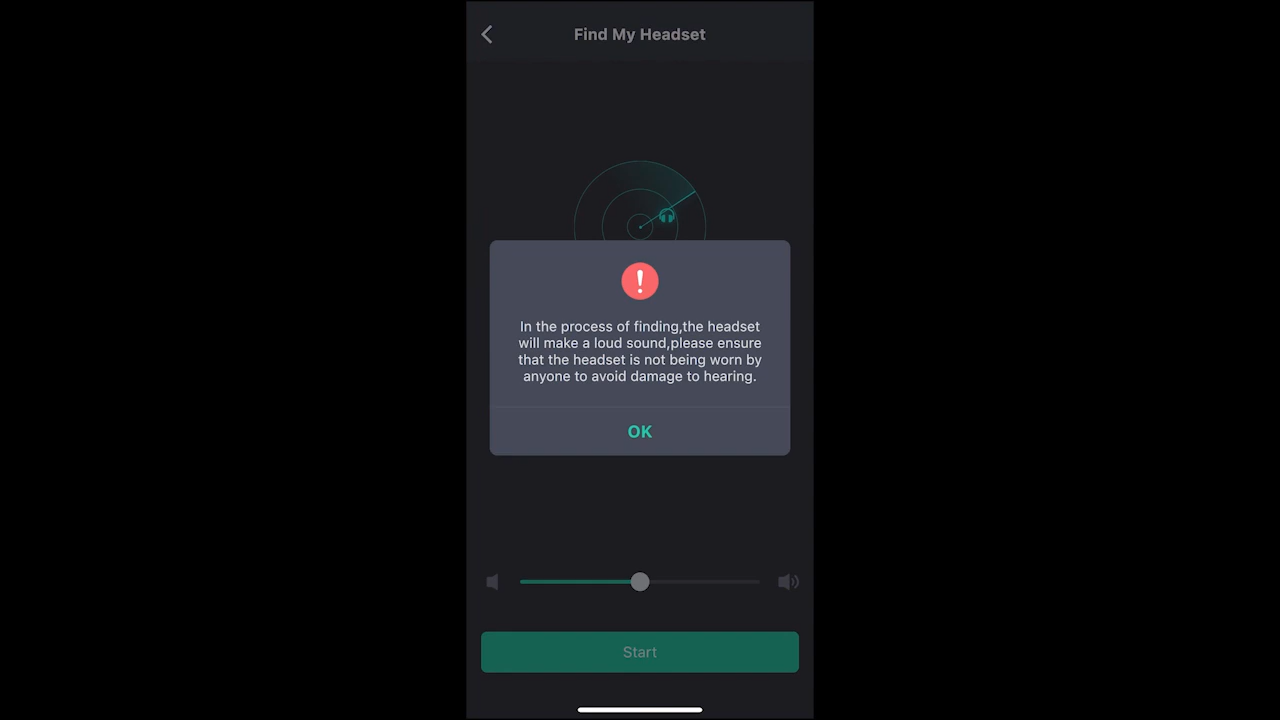 Find My Headset
In the process of finding,the headset
will make a loud sound,please ensure
that the headset is not being worn by
anyone to avoid damage to hearing.
OK
Start